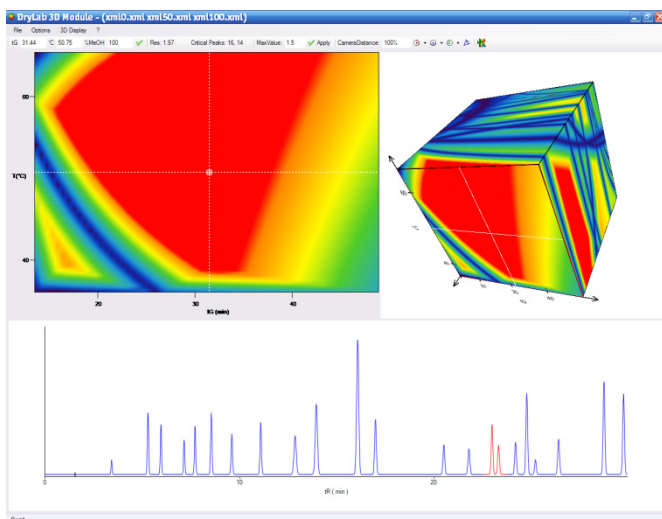 DryLab 3D Module - (xml0.xml xml50.xml xml100.xml)
File Options 3D Display ?
tG 31.44 °C 50.75 %MeOH 100 Res: 1.97 Critical Peaks: 16, 14 MaxValue: 1.5 Apply CameraDistance: 100%
60
40
20 30 40
tG (min)
0 10 20
tR ( min )